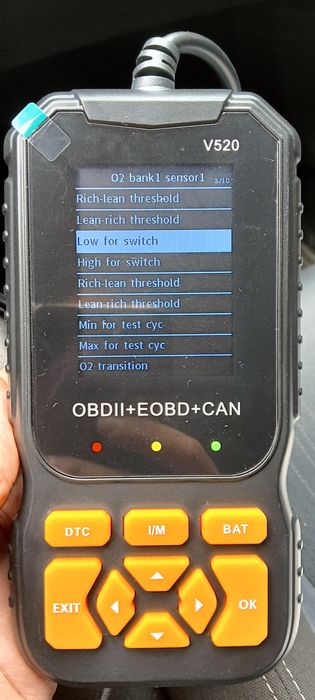 V520
O2 bank1 sensor1 3/10
Rich-lean threshold
Lean-rich threshold
Low for switch
High for switch
Rich-lean threshold
Lean-rich threshold
Min for test cyc
Max for test cyc
O2 transition
OBDII+EOBD+CAN
DTC I/M BAT
EXIT OK